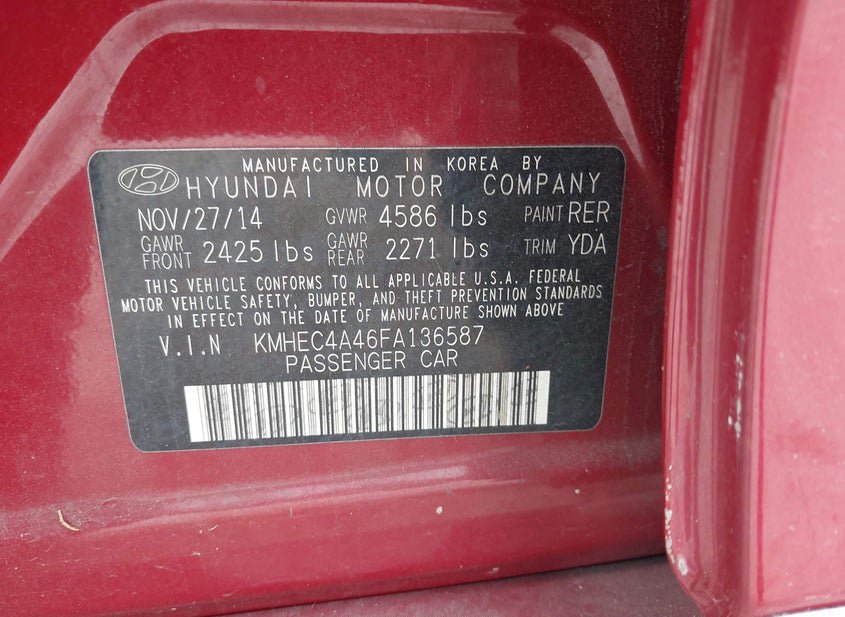 MANUFACTURED IN KOREA BY
HYUNDAI MOTOR COMPANY
NOV/27/14 GVWR 4586 lbs PAINT RER
GAWR FRONT 2425 lbs GAWR REAR 2271 lbs TRIM YDA
THIS VEHICLE CONFORMS TO ALL APPLICABLE U.S.A. FEDERAL
MOTOR VEHICLE SAFETY, BUMPER, AND THEFT PREVENTION STANDARDS
IN EFFECT ON THE DATE OF MANUFACTURE SHOWN ABOVE
V.I.N KMHEC4A46FA136587
PASSENGER CAR